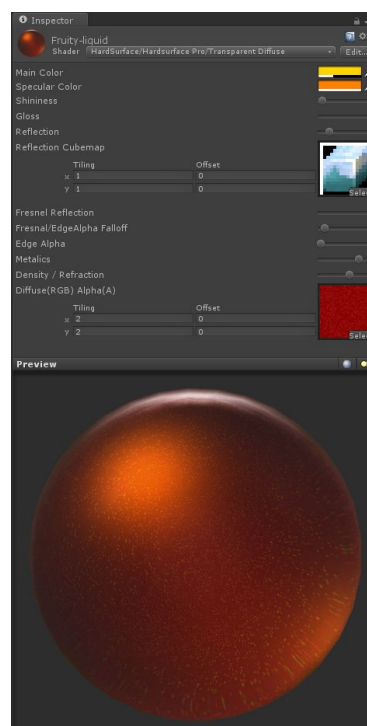 Inspector
Fruity-liquid
Shader HardSurface/Hardsurface Pro/Transparent Diffuse Edit...
Main Color
Specular Color
Shininess
Gloss
Reflection
Reflection Cubemap
Tiling Offset
x 1 0
y 1 0
Selec
Fresnel Reflection
Fresnal/EdgeAlpha Falloff
Edge Alpha
Metalics
Density / Refraction
Diffuse(RGB) Alpha(A)
Tiling Offset
x 2 0
y 2 0
Selec
Preview